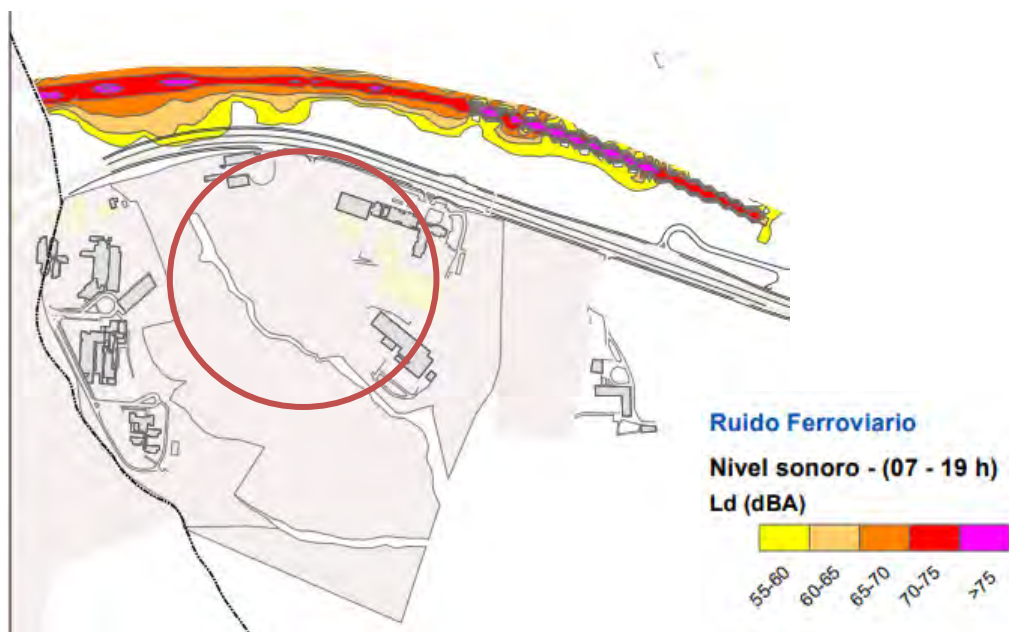 Ruido Ferroviario
Nivel sonoro - (07 - 19 h)
Ld (dBA)
55-60
60-65
65-70
70-75
>75